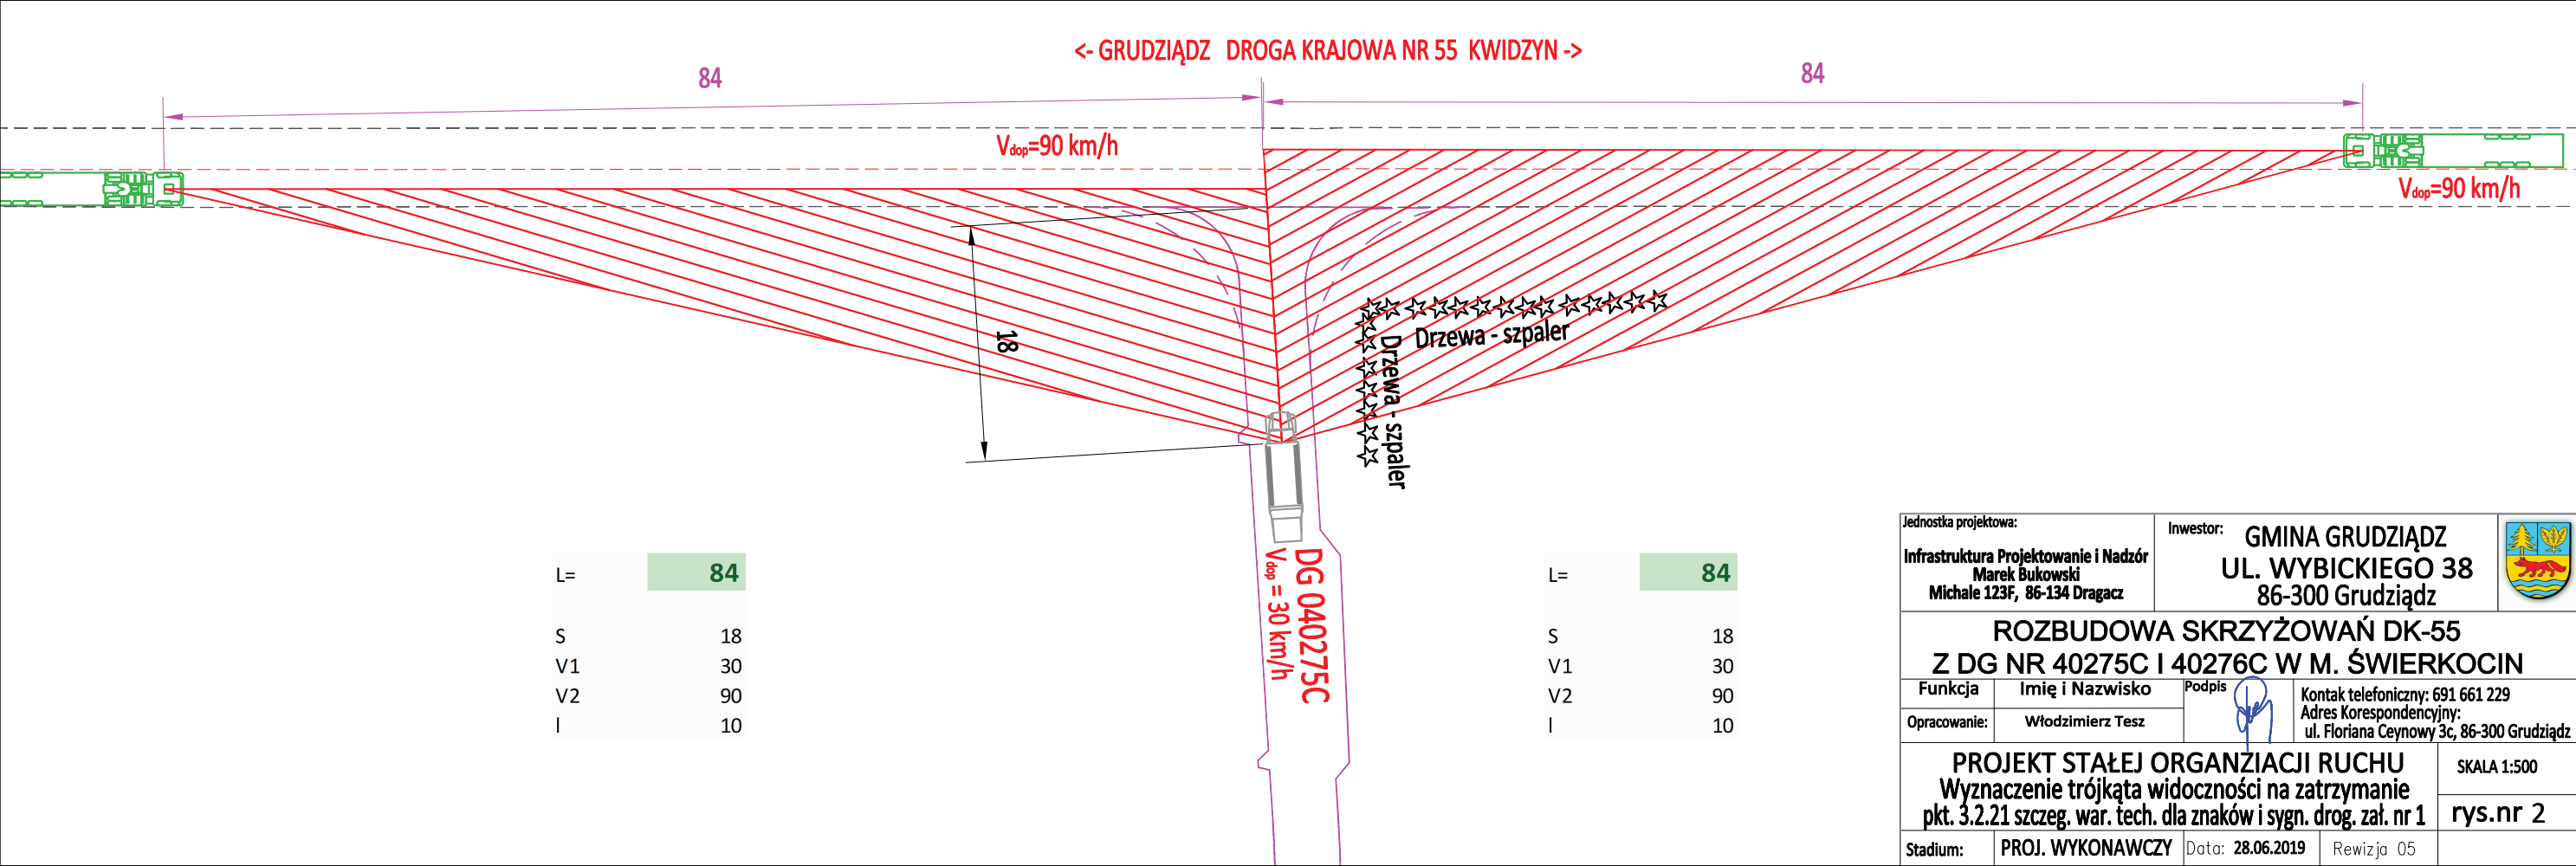 <- GRUDZIĄDZ DROGA KRAJOWA NR 55 KWIDZYN ->
84
84
Vdop=90 km/h
Vdop=90 km/h
18
Drzewa - szpaler
Drzewa - szpaler
DG 040275C
Vdop = 30 km/h
L= 84
S 18
V1 30
V2 90
l 10
L= 84
S 18
V1 30
V2 90
l 10
Jednostka projektowa:
Infrastruktura Projektowanie i Nadzór
Marek Bukowski
Michale 123F, 86-134 Dragacz
Inwestor: GMINA GRUDZIĄDZ
UL. WYBICKIEGO 38
86-300 Grudziądz
ROZBUDOWA SKRZYŻOWAŃ DK-55
Z DG NR 40275C I 40276C W M. ŚWIERKOCIN
Funkcja Imię i Nazwisko Podpis
Opracowanie: Włodzimierz Tesz
Kontak telefoniczny: 691 661 229
Adres Korespondencyjny:
ul. Floriana Ceynowy 3c, 86-300 Grudziądz
PROJEKT STAŁEJ ORGANZIACJI RUCHU
Wyznaczenie trójkąta widoczności na zatrzymanie
pkt. 3.2.21 szczeg. war. tech. dla znaków i sygn. drog. zał. nr 1
SKALA 1:500
rys.nr 2
Stadium: PROJ. WYKONAWCZY Data: 28.06.2019 Rewizja 05